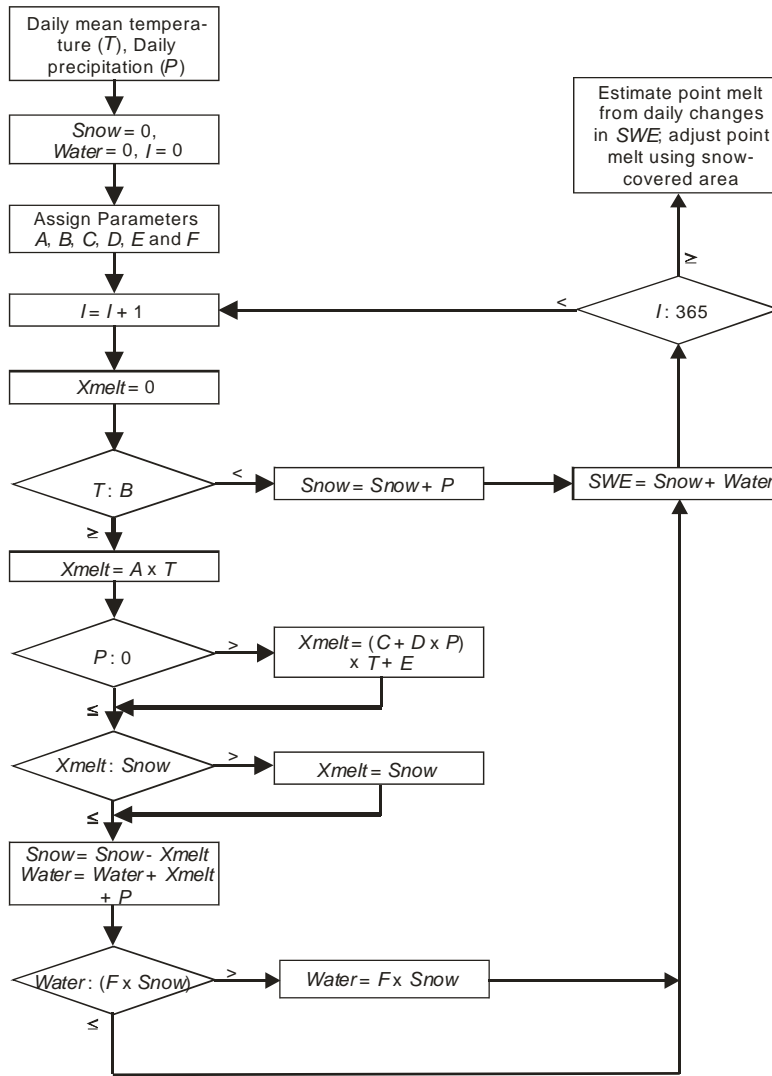 Daily mean tempera-
ture (T), Daily
precipitation (P)
Snow = 0,
Water = 0, I = 0
Assign Parameters
A, B, C, D, E and F
I = I + 1
Xmelt = 0
T : B
<
Snow = Snow + P
SWE = Snow + Water
≥
Xmelt = A x T
P : 0
>
Xmelt = (C + D x P)
x T + E
≤
Xmelt : Snow
>
Xmelt = Snow
≤
Snow = Snow - Xmelt
Water = Water + Xmelt
+ P
Water : (F x Snow)
>
Water = F x Snow
≤
Estimate point melt
from daily changes
in SWE; adjust point
melt using snow-
covered area
≥
I : 365
<